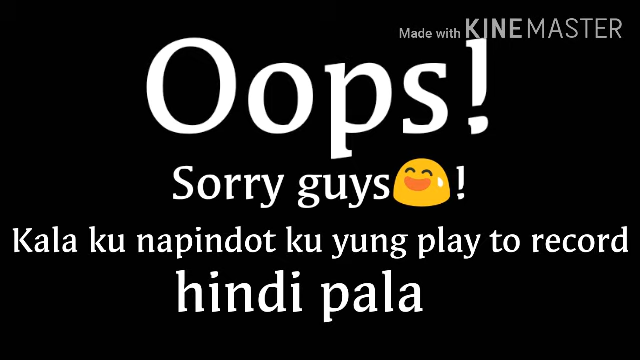 Made with KINEMASTER
Oops!
Sorry guys😅!
Kala ku napindot ku yung play to record
hindi pala